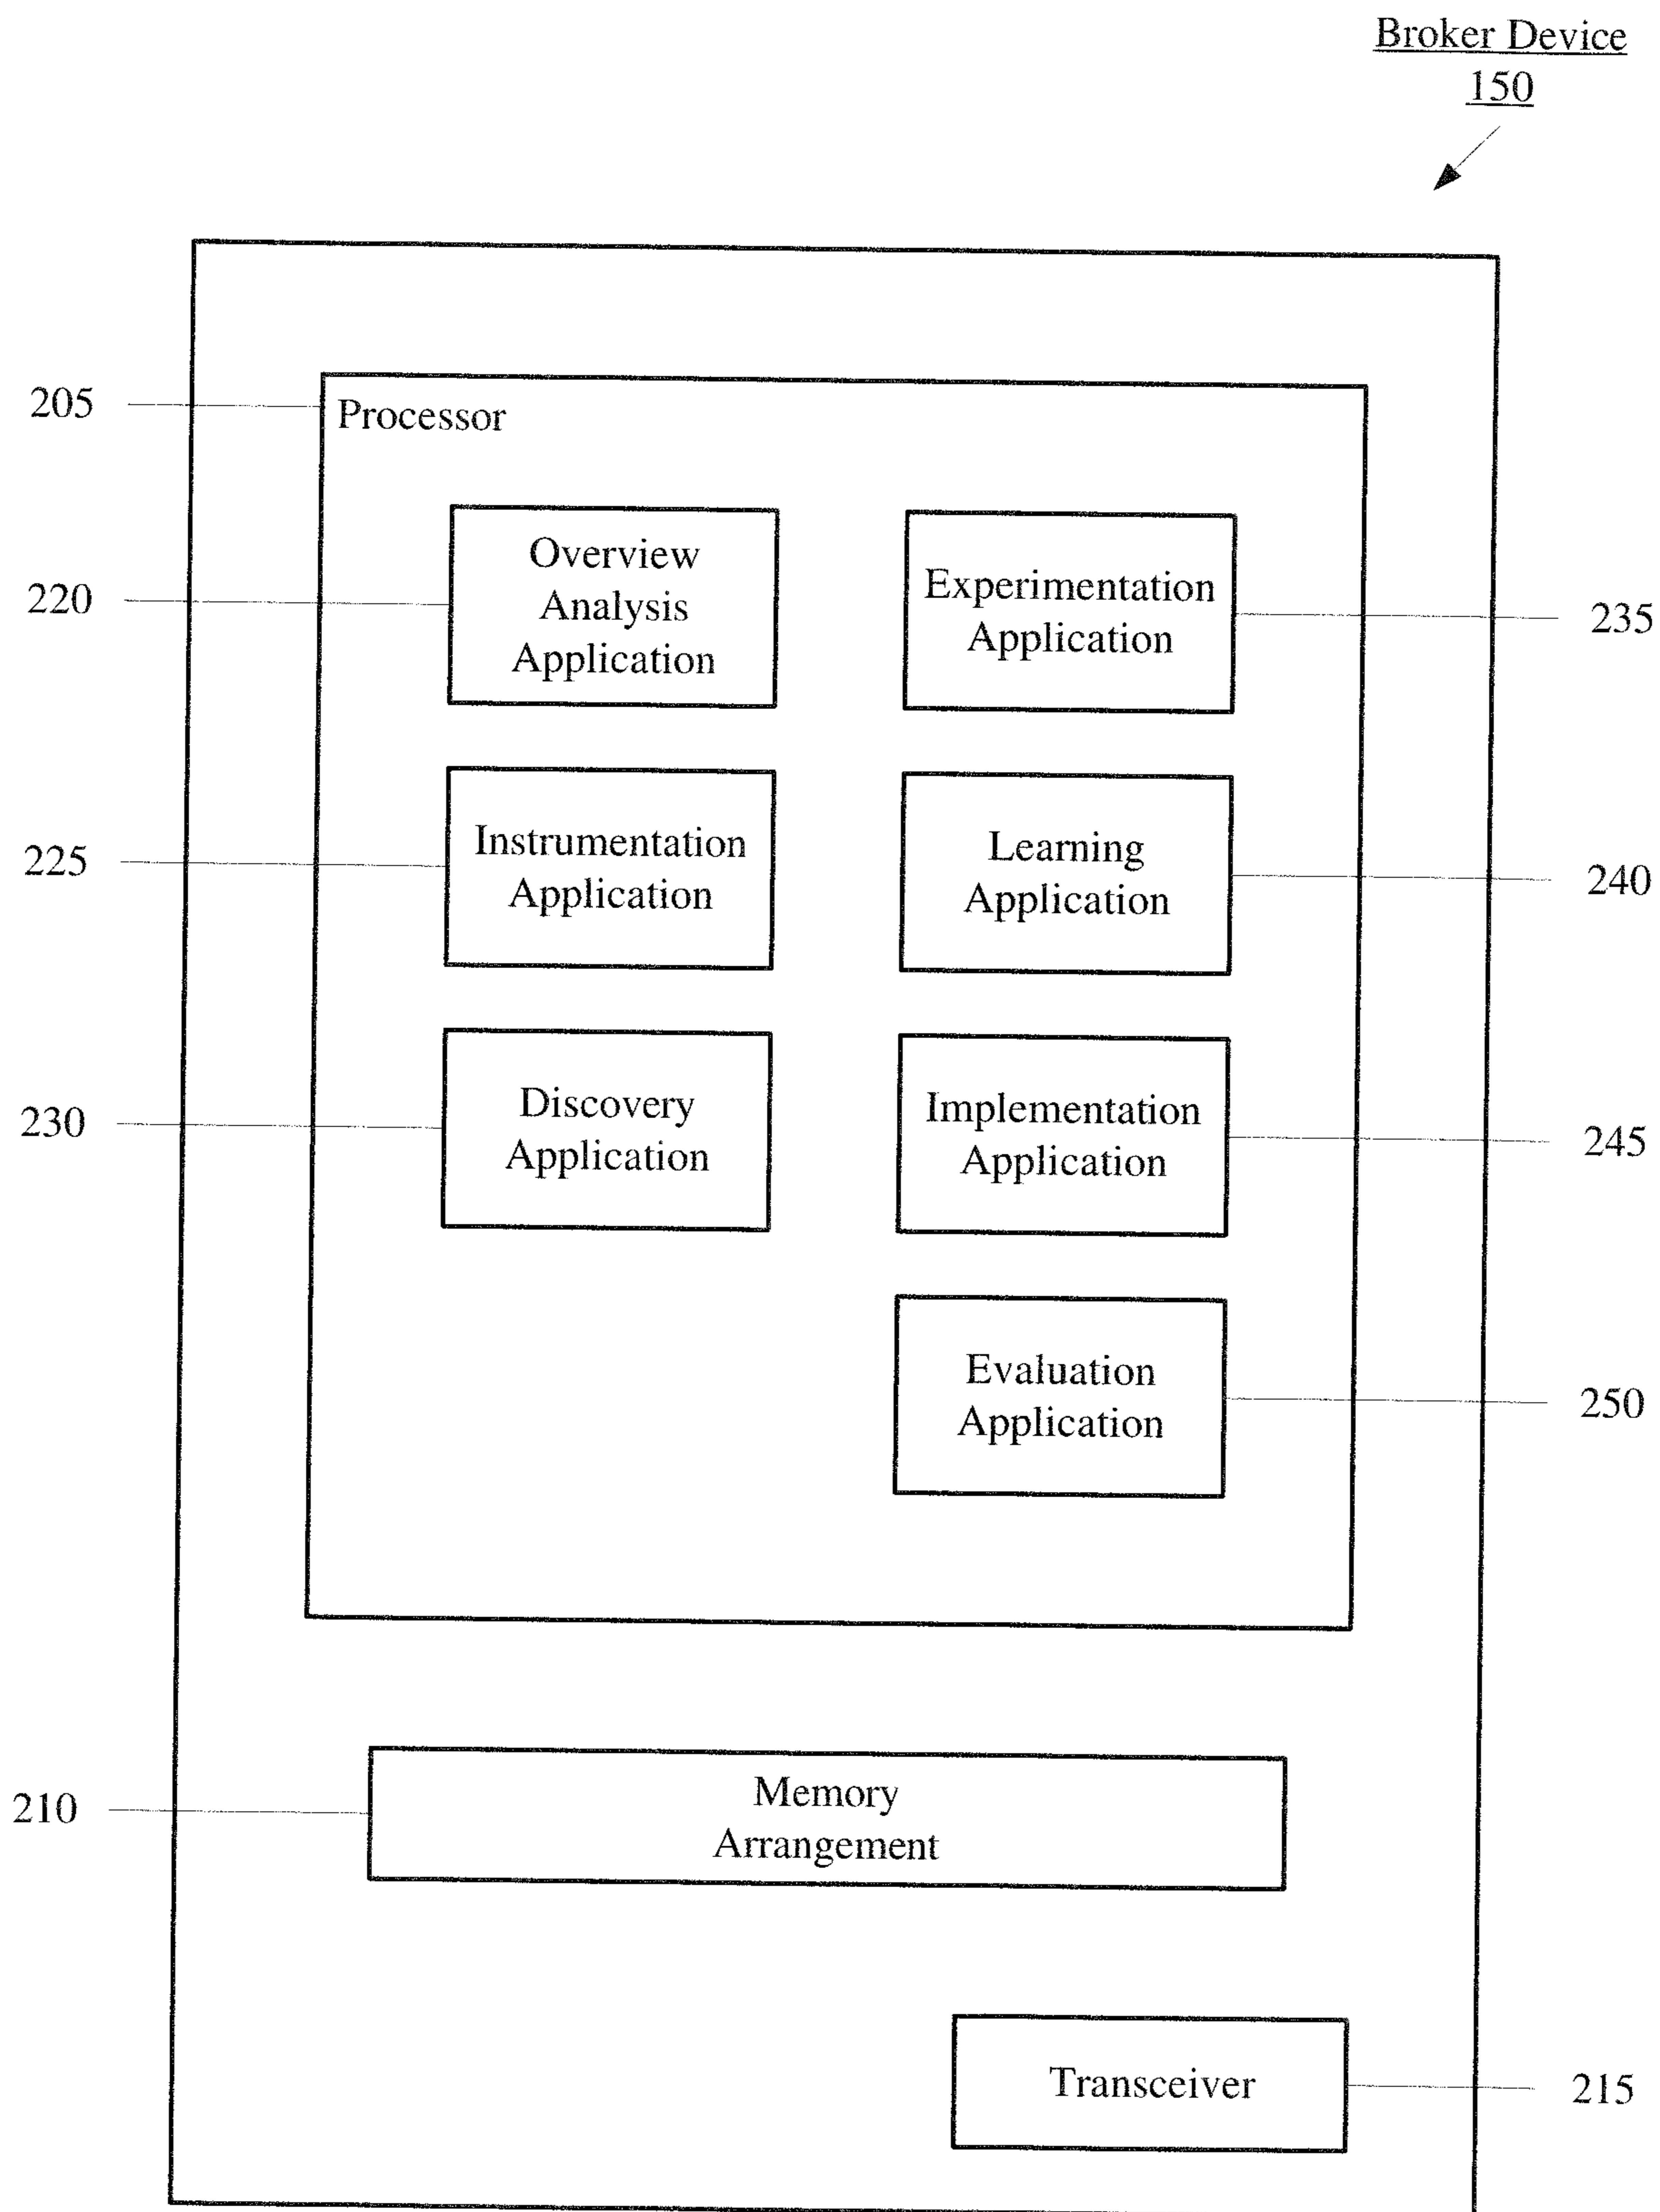 Broker Device
150
205
Processor
Overview
Analysis
Application
220
Experimentation
Application
235
Instrumentation
Application
225
Learning
Application
240
Discovery
Application
230
Implementation
Application
245
Evaluation
Application
250
210
Memory
Arrangement
Transceiver
215